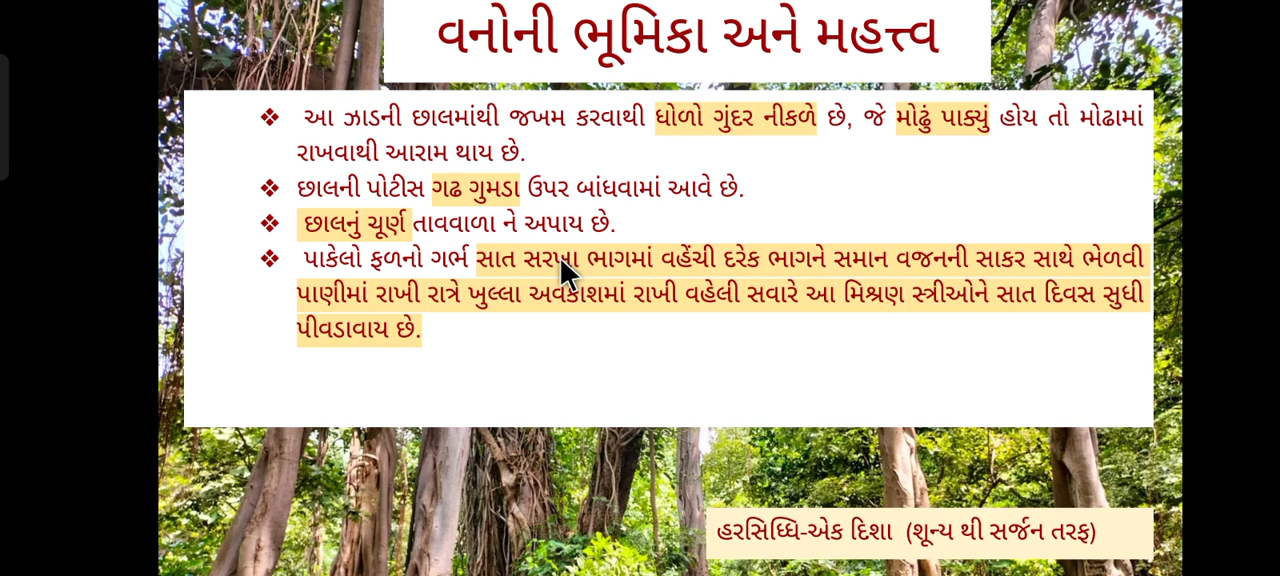 વનોની ભૂમિકા અને મહત્ત્વ
❖ આ ઝાડની છાલમાંથી જખમ કરવાથી ધોળો ગુંદર નીકળે છે, જે મોઢું પાક્યું હોય તો મોઢામાં
રાખવાથી આરામ થાય છે.
❖ છાલની પોટીસ ગઢ ગુમડા ઉપર બાંધવામાં આવે છે.
❖ છાલનું ચૂર્ણ તાવવાળા ને અપાય છે.
❖ પાકેલો ફળનો ગર્ભ સાત સરખા ભાગમાં વહેંચી દરેક ભાગને સમાન વજનની સાકર સાથે ભેળવી
પાણીમાં રાખી રાત્રે ખુલ્લા અવકાશમાં રાખી વહેલી સવારે આ મિશ્રણ સ્ત્રીઓને સાત દિવસ સુધી
પીવડાવાય છે.
હરસિધ્ધિ-એક દિશા (શૂન્ય થી સર્જન તરફ)